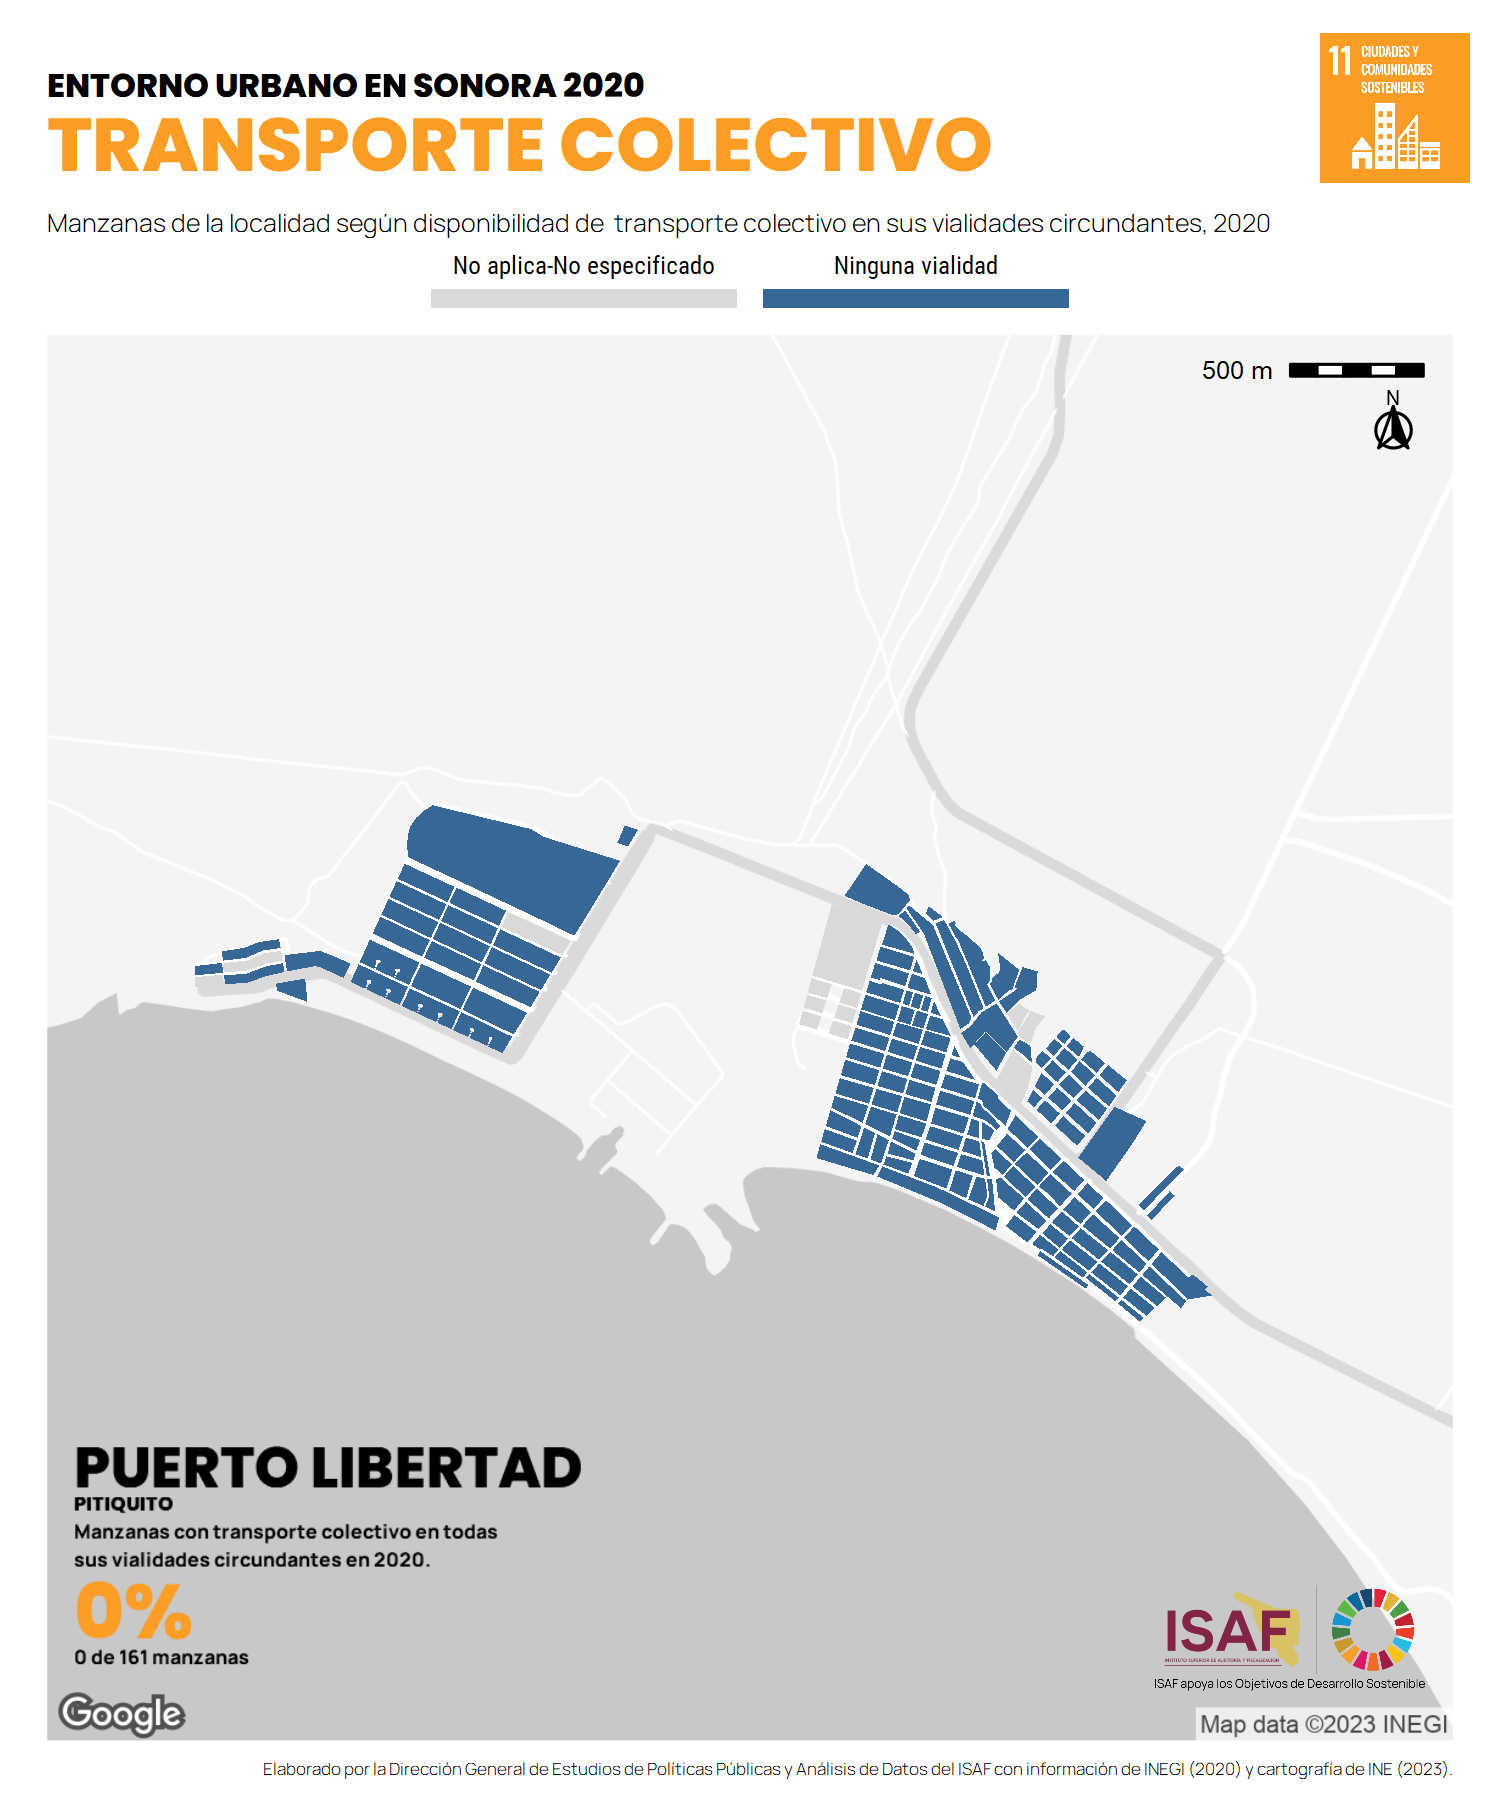 ENTORNO URBANO EN SONORA 2020
TRANSPORTE COLECTIVO
11 CIUDADES Y
COMUNIDADES
SOSTENIBLES
Manzanas de la localidad según disponibilidad de transporte colectivo en sus vialidades circundantes, 2020
No aplica-No especificado
Ninguna vialidad
500 m
N
PUERTO LIBERTAD
PITIQUITO
Manzanas con transporte colectivo en todas
sus vialidades circundantes en 2020.
0%
0 de 161 manzanas
ISAF
INSTITUTO SUPERIOR DE AUDITORÍA Y FISCALIZACIÓN
ISAF apoya los Objetivos de Desarrollo Sostenible
Google
Map data ©2023 INEGI
Elaborado por la Dirección General de Estudios de Políticas Públicas y Análisis de Datos del ISAF con información de INEGI (2020) y cartografía de INE (2023).